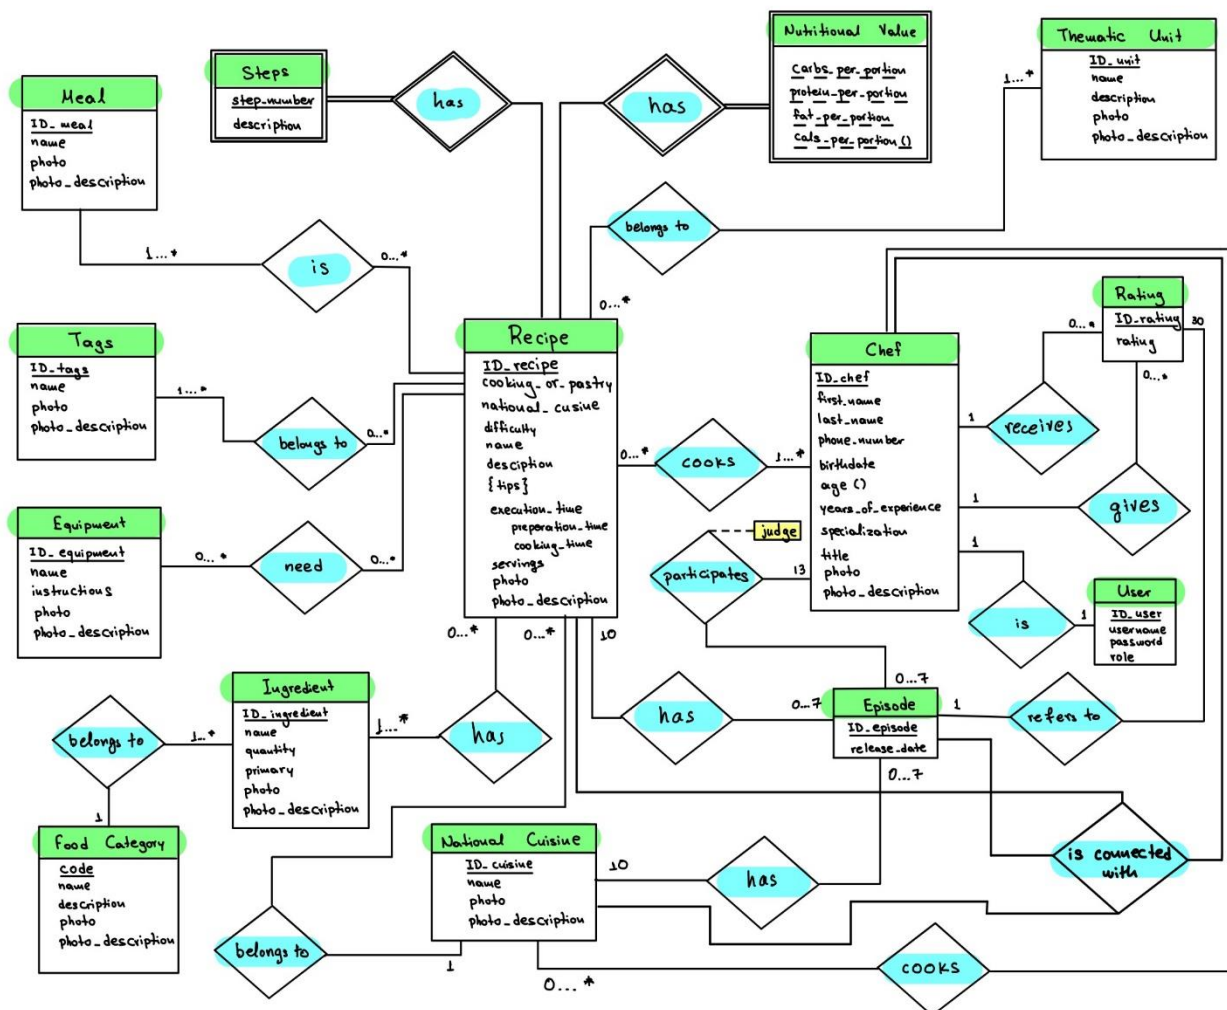 Meal
ID_meal
name
photo
photo_description
Steps
step_number
description
has
has
Nutritional Value
Carbs_per_portion
protein_per_portion
fat_per_portion
cals_per_portion ()
Thematic Unit
ID_unit
name
description
photo
photo_description
1...*
belongs to
0...*
1...*
is
0...*
Tags
ID_tags
name
photo
photo_description
1...*
belongs to
0...*
Equipment
ID_equipment
name
instructions
photo
photo_description
0...*
need
0...*
Recipe
ID_recipe
cooking_or_pastry
national_cusine
difficulty
name
desciption
{tips}
execution_time
preperation_time
cooking_time
servings
photo
photo_description
0...*
cooks
1...*
Chef
ID_chef
first_name
last_name
phone_number
birthdate
age ()
years_of_experience
specialization
title
photo
photo_description
Rating
ID_rating
rating
30
0...*
0...*
1
receives
1
gives
1
is
1
User
ID_user
username
password
role
judge
participates
13
0...7
0...*
0...*
10
has
0...7
Episode
ID_episode
release_date
1
refers to
0...7
Ingredient
ID_ingredient
name
quantity
primary
photo
photo_description
1...*
has
belongs to
1...*
1
Food Category
code
name
description
photo
photo_description
National Cuisine
ID_cuisine
name
photo
photo_description
10
has
is connected
with
belongs to
1
0...*
cooks